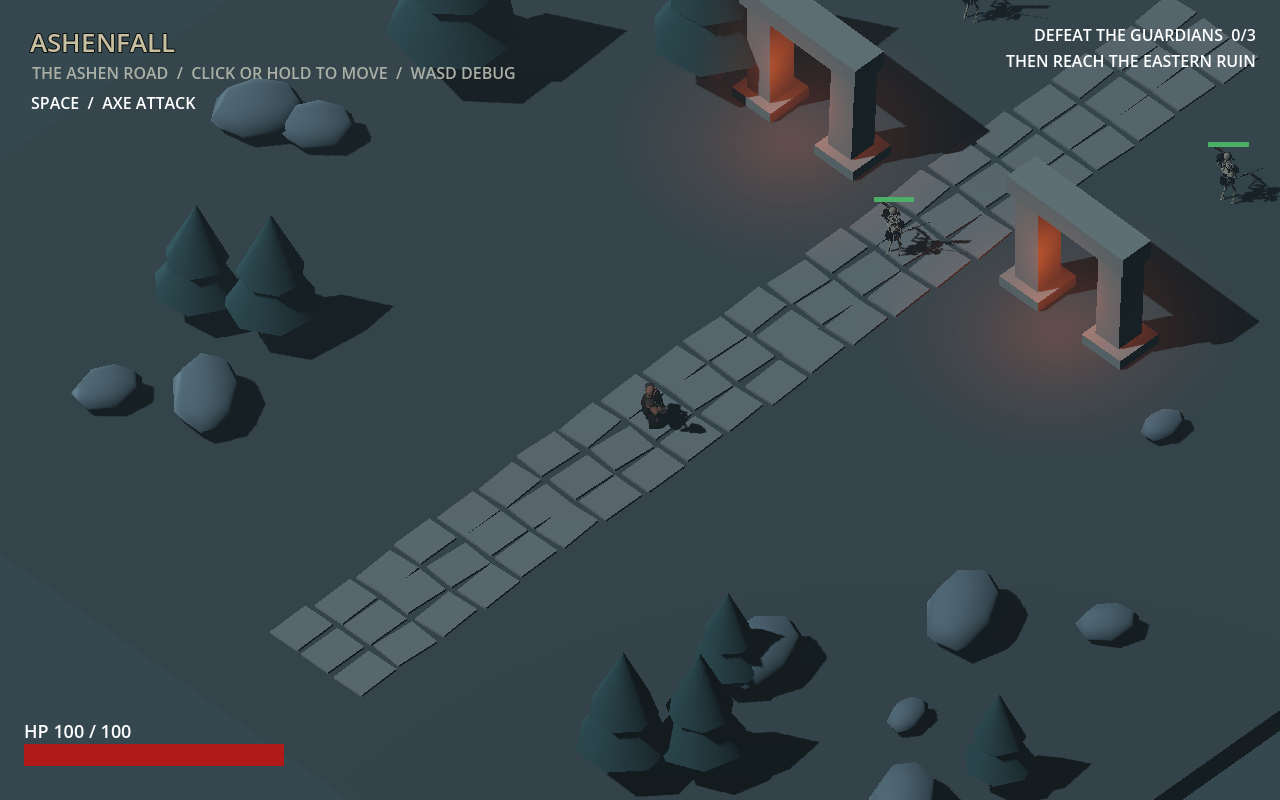 ASHENFALL
THE ASHEN ROAD / CLICK OR HOLD TO MOVE / WASD DEBUG
SPACE / AXE ATTACK
DEFEAT THE GUARDIANS 0/3
THEN REACH THE EASTERN RUIN
HP 100 / 100